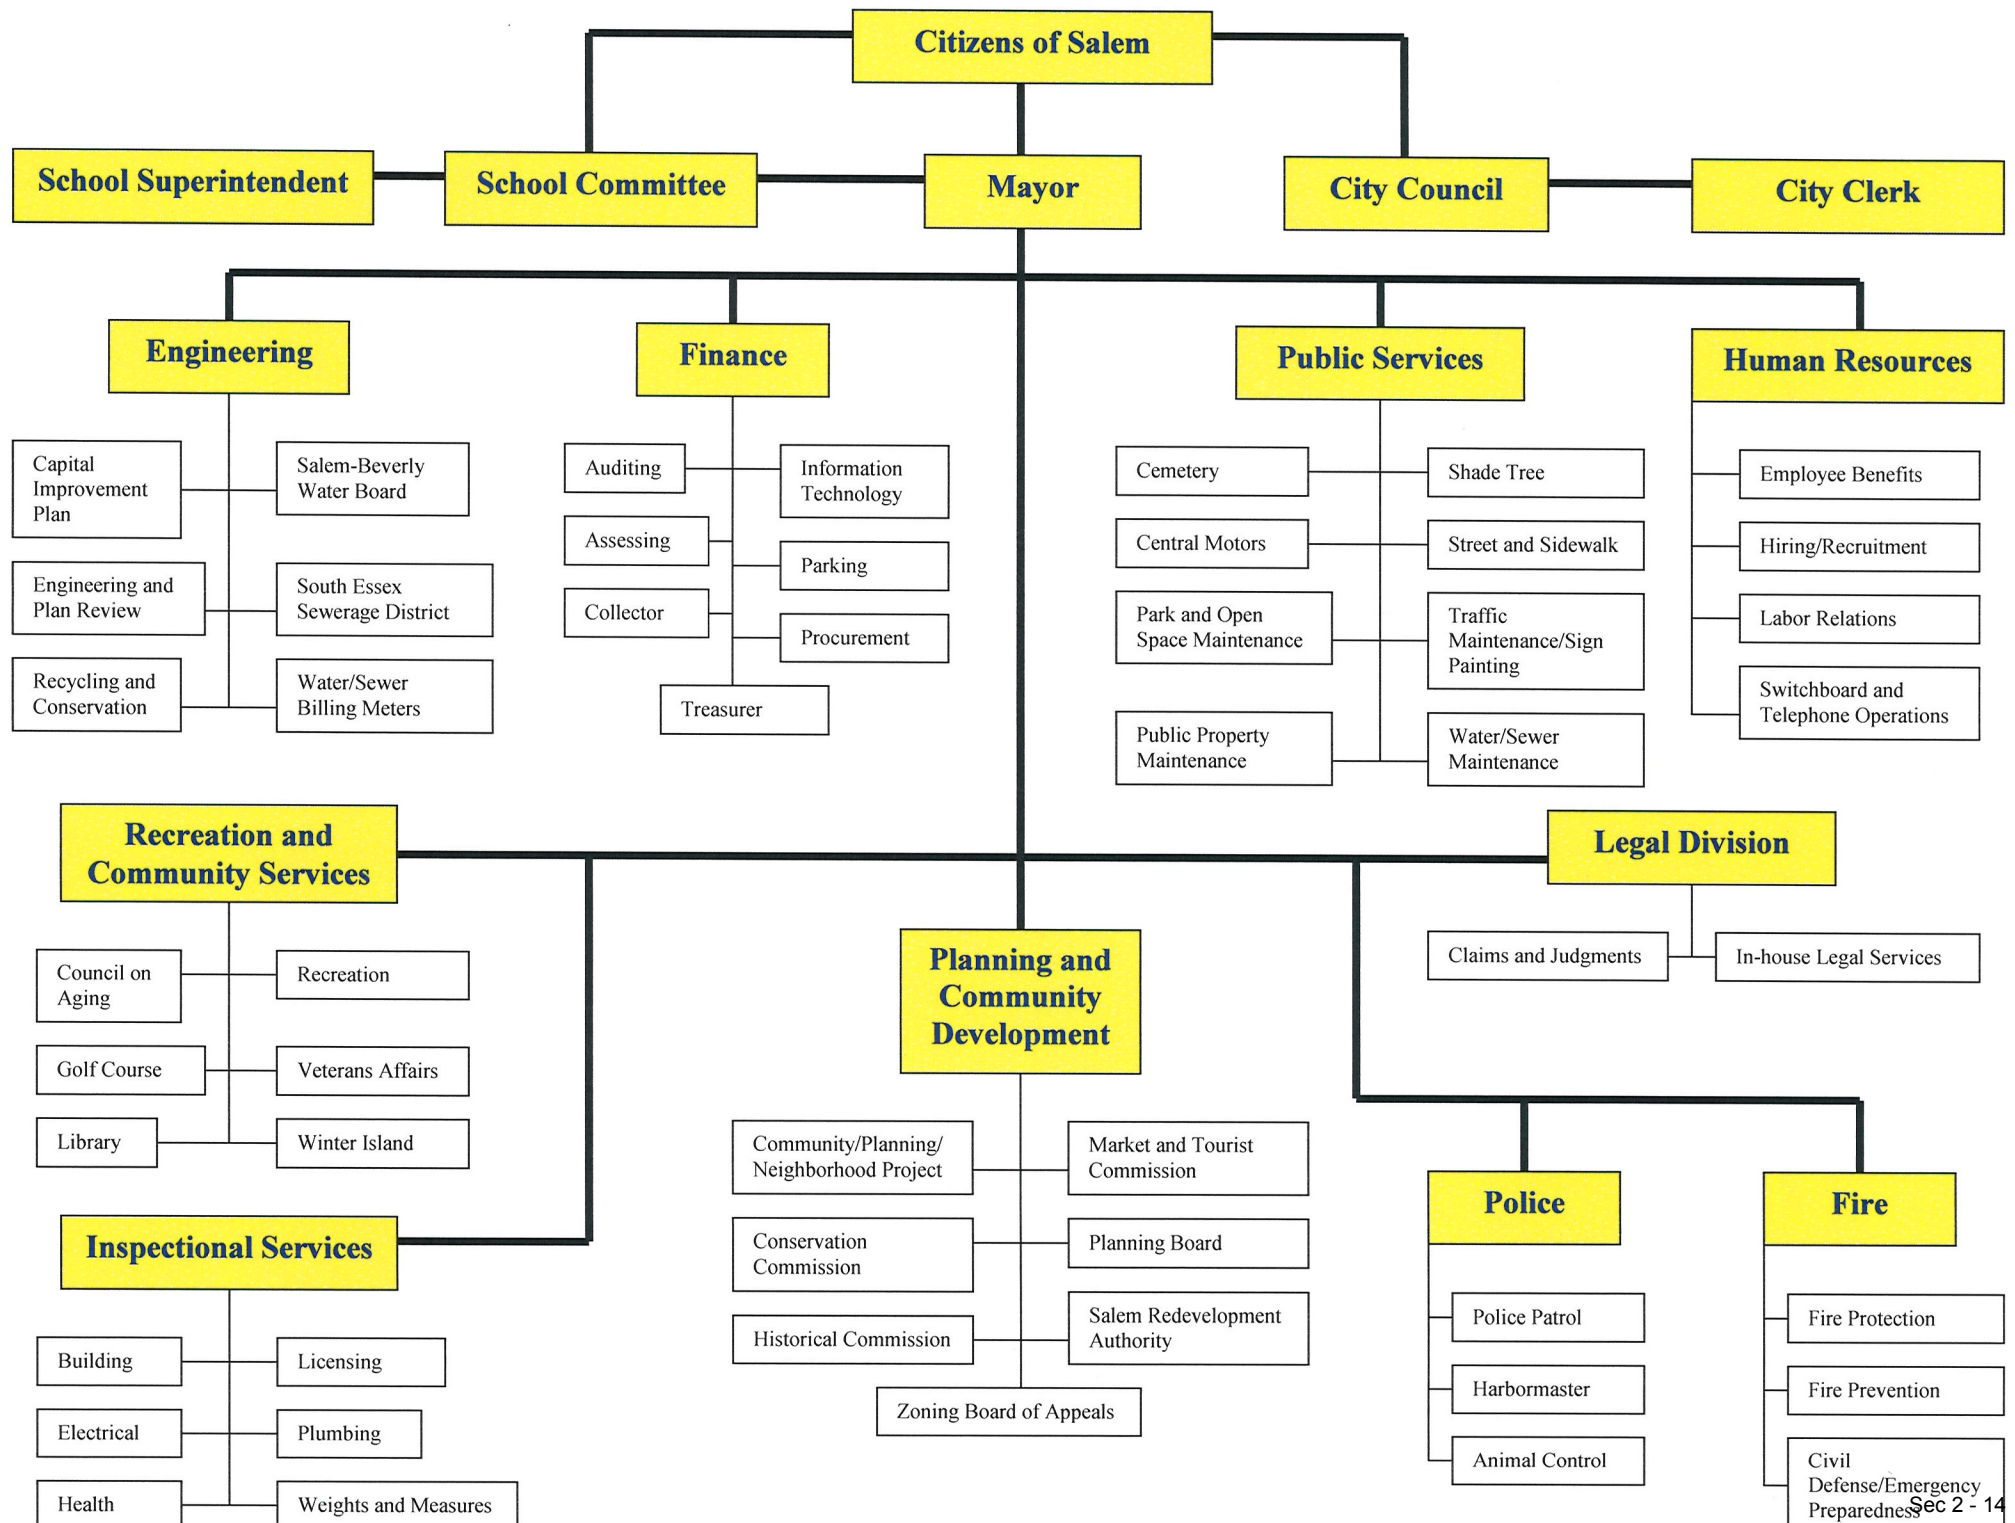 Citizens of Salem
School Superintendent
School Committee
Mayor
City Council
City Clerk
Engineering
Capital
Improvement
Plan
Salem-Beverly
Water Board
Engineering and
Plan Review
South Essex
Sewerage District
Recycling and
Conservation
Water/Sewer
Billing Meters
Finance
Auditing
Information
Technology
Assessing
Parking
Collector
Procurement
Treasurer
Public Services
Cemetery
Shade Tree
Central Motors
Street and Sidewalk
Park and Open
Space Maintenance
Traffic
Maintenance/Sign
Painting
Public Property
Maintenance
Water/Sewer
Maintenance
Human Resources
Employee Benefits
Hiring/Recruitment
Labor Relations
Switchboard and
Telephone Operations
Recreation and
Community Services
Council on
Aging
Recreation
Golf Course
Veterans Affairs
Library
Winter Island
Inspectional Services
Building
Licensing
Electrical
Plumbing
Health
Weights and Measures
Planning and
Community
Development
Community/Planning/
Neighborhood Project
Market and Tourist
Commission
Conservation
Commission
Planning Board
Historical Commission
Salem Redevelopment
Authority
Zoning Board of Appeals
Legal Division
Claims and Judgments
In-house Legal Services
Police
Police Patrol
Harbormaster
Animal Control
Fire
Fire Protection
Fire Prevention
Civil
Defense/Emergency
Preparedness
Sec 2 - 14